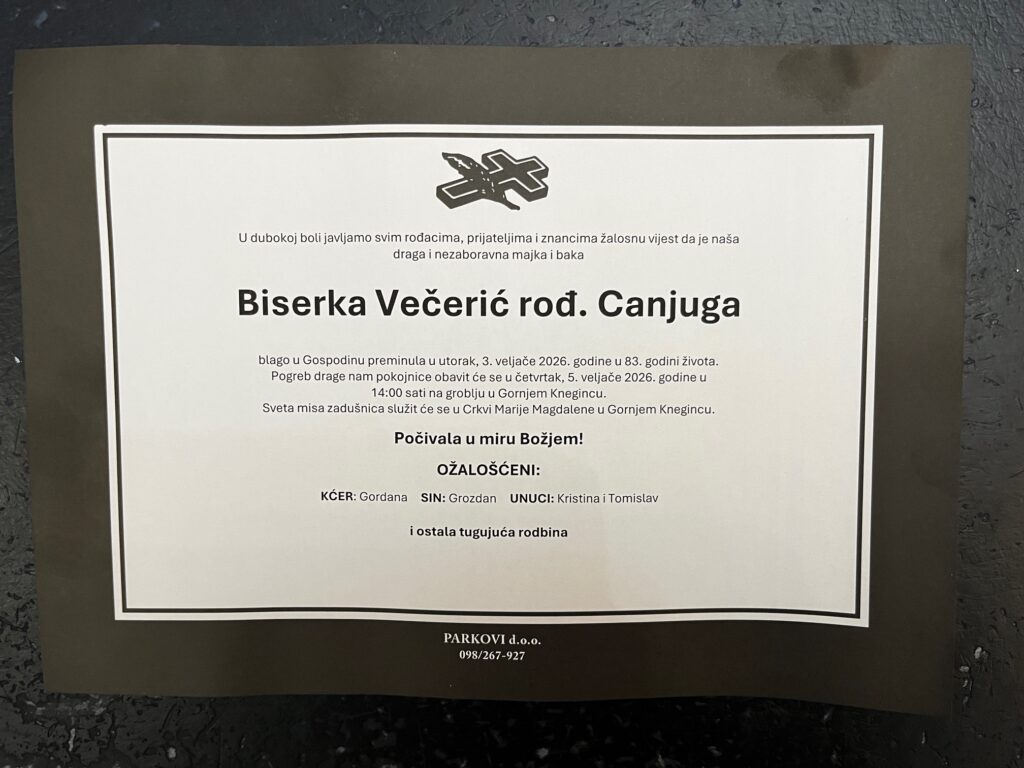 U dubokoj boli javljamo svim rođacima, prijateljima i znancima žalosnu vijest da je naša
draga i nezaboravna majka i baka
Biserka Večerić rođ. Canjuga
blago u Gospodinu preminula u utorak, 3. veljače 2026. godine u 83. godini života.
Pogreb drage nam pokojnice obavit će se u četvrtak, 5. veljače 2026. godine u
14:00 sati na groblju u Gornjem Knegincu.
Sveta misa zadušnica služit će se u Crkvi Marije Magdalene u Gornjem Knegincu.
Počivala u miru Božjem!
OŽALOŠĆENI:
KĆER: Gordana SIN: Grozdan UNUCI: Kristina i Tomislav
i ostala tugujuća rodbina
PARKOVI d.o.o.
098/267-927